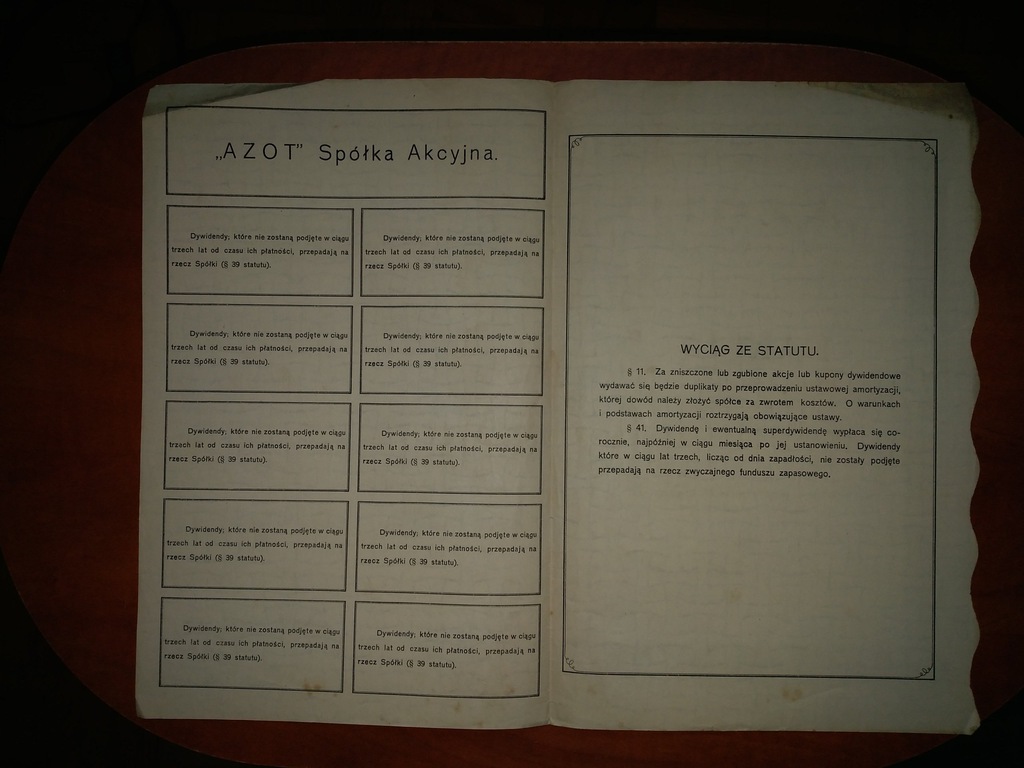 „AZOT” Spółka Akcyjna.
Dywidendy; które nie zostaną podjęte w ciągu
trzech lat od czasu ich płatności, przepadają na
rzecz Spółki (§ 39 statutu).
Dywidendy; które nie zostaną podjęte w ciągu
trzech lat od czasu ich płatności, przepadają na
rzecz Spółki (§ 39 statutu).
Dywidendy; które nie zostaną podjęte w ciągu
trzech lat od czasu ich płatności, przepadają na
rzecz Spółki (§ 39 statutu).
Dywidendy; które nie zostaną podjęte w ciągu
trzech lat od czasu ich płatności, przepadają na
rzecz Spółki (§ 39 statutu).
Dywidendy; które nie zostaną podjęte w ciągu
trzech lat od czasu ich płatności, przepadają na
rzecz Spółki (§ 39 statutu).
Dywidendy; które nie zostaną podjęte w ciągu
trzech lat od czasu ich płatności, przepadają na
rzecz Spółki (§ 39 statutu).
Dywidendy; które nie zostaną podjęte w ciągu
trzech lat od czasu ich płatności, przepadają na
rzecz Spółki (§ 39 statutu).
Dywidendy; które nie zostaną podjęte w ciągu
trzech lat od czasu ich płatności, przepadają na
rzecz Spółki (§ 39 statutu).
Dywidendy; które nie zostaną podjęte w ciągu
trzech lat od czasu ich płatności, przepadają na
rzecz Spółki (§ 39 statutu).
Dywidendy; które nie zostaną podjęte w ciągu
trzech lat od czasu ich płatności, przepadają na
rzecz Spółki (§ 39 statutu).
WYCIĄG ZE STATUTU.
§ 11. Za zniszczone lub zgubione akcje lub kupony dywidendowe
wydawać się będzie duplikaty po przeprowadzeniu ustawowej amortyzacji,
której dowód należy złożyć spółce za zwrotem kosztów. O warunkach
i podstawach amortyzacji roztrzygają obowiązujące ustawy.
§ 41. Dywidendę i ewentualną superdywidendę wypłaca się co-
rocznie, najpóźniej w ciągu miesiąca po jej ustanowieniu. Dywidendy
które w ciągu lat trzech, licząc od dnia zapadłości, nie zostały podjęte
przepadają na rzecz zwyczajnego funduszu zapasowego.